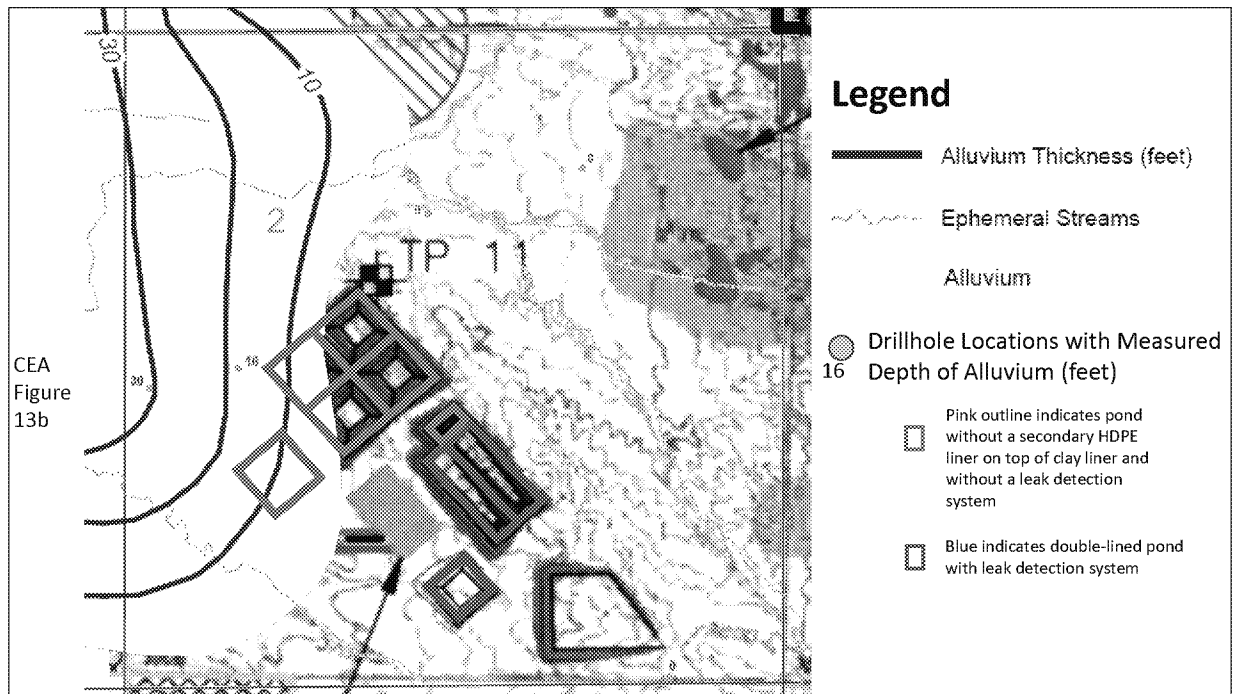 CEA
Figure
13b
30
10
2
TP 11
16
30
2
0
0
Legend
Alluvium Thickness (feet)
Ephemeral Streams
Alluvium
Drillhole Locations with Measured
16 Depth of Alluvium (feet)
Pink outline indicates pond
without a secondary HDPE
liner on top of clay liner and
without a leak detection
system
Blue indicates double-lined pond
with leak detection system